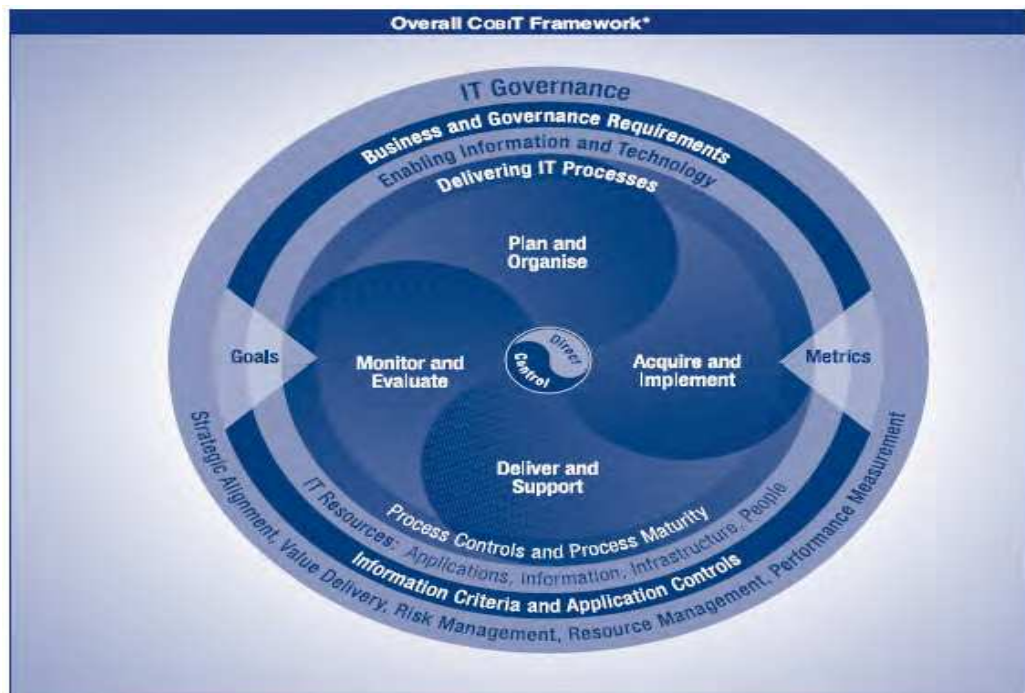 Overall COBIT Framework*
IT Governance
Business and Governance Requirements
Enabling Information and Technology
Delivering IT Processes
Plan and
Organise
Goals
Monitor and
Evaluate
Direct
Control
Acquire and
Implement
Metrics
Deliver and
Support
Process Controls and Process Maturity
IT Resources: Applications, Information, Infrastructure, People
Information Criteria and Application Controls
Strategic Alignment, Value Delivery, Risk Management, Resource Management, Performance Measurement